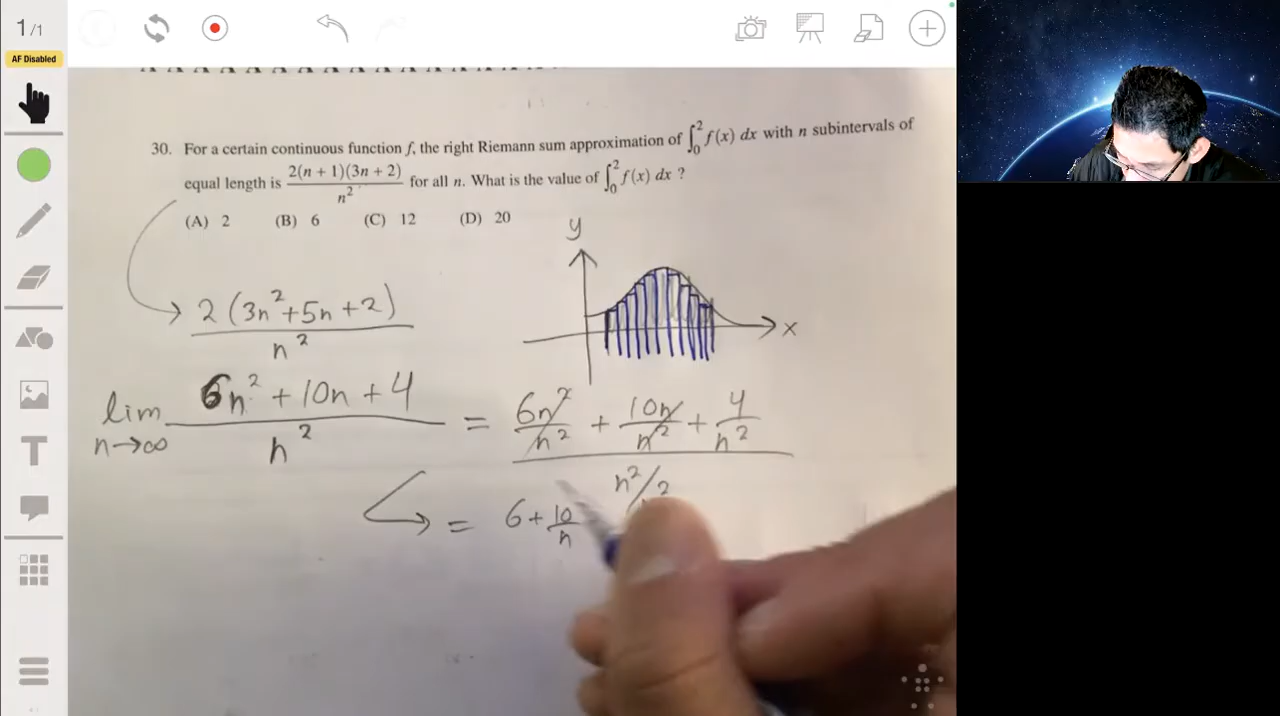 1/1
AF Disabled
30. For a certain continuous function f, the right Riemann sum approximation of ∫₀² f(x) dx with n subintervals of
equal length is 2(n + 1)(3n + 2)/n² for all n. What is the value of ∫₀² f(x) dx ?
(A) 2 (B) 6 (C) 12 (D) 20
y
x
2(3n²+5n+2)/n²
lim n→∞ (6n² + 10n + 4)/n² = (6n²/n² + 10n/n² + 4/n²)/(n²/
= 6 + 10/n
T